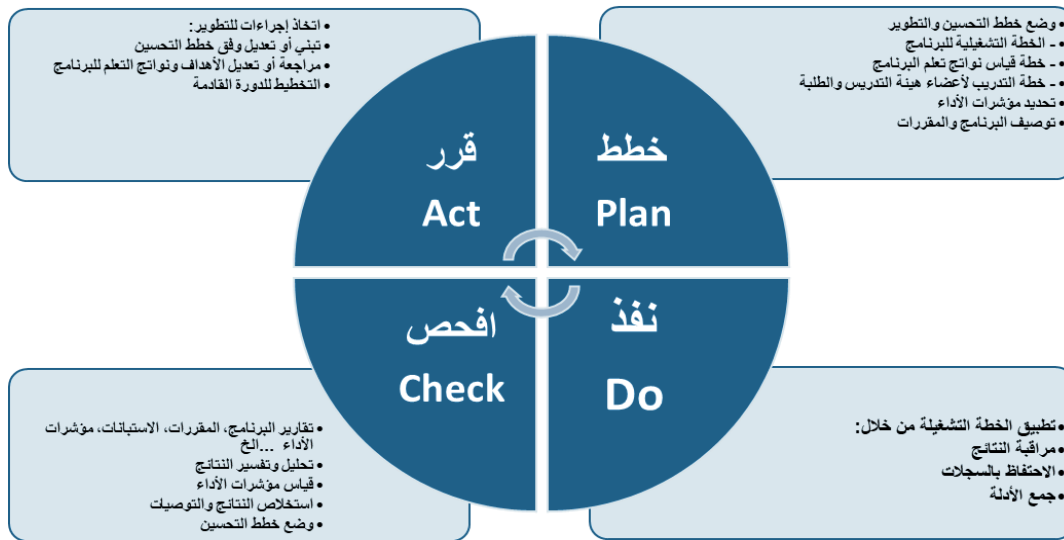 • وضع خطط التحسين والتطوير
• - الخطة التشغيلية للبرنامج
• - خطة قياس نواتج تعلم البرنامج
• - خطة التدريب لأعضاء هيئة التدريس والطلبة
• تحديد مؤشرات الأداء
• توصيف البرنامج والمقررات
• اتخاذ إجراءات للتطوير:
• تبني أو تعديل وفق خطط التحسين
• مراجعة أو تعديل الأهداف ونواتج التعلم للبرنامج
• التخطيط للدورة القادمة
خطط
Plan
قرر
Act
نفذ
Do
افحص
Check
• تطبيق الخطة التشغيلة من خلال:
• مراقبة النتائج
• الاحتفاظ بالسجلات
• جمع الأدلة
• تقارير البرنامج، المقررات، الاستبانات، مؤشرات
الأداء ...الخ
• تحليل وتفسير النتائج
• قياس مؤشرات الأداء
• استخلاص النتائج والتوصيات
• وضع خطط التحسين